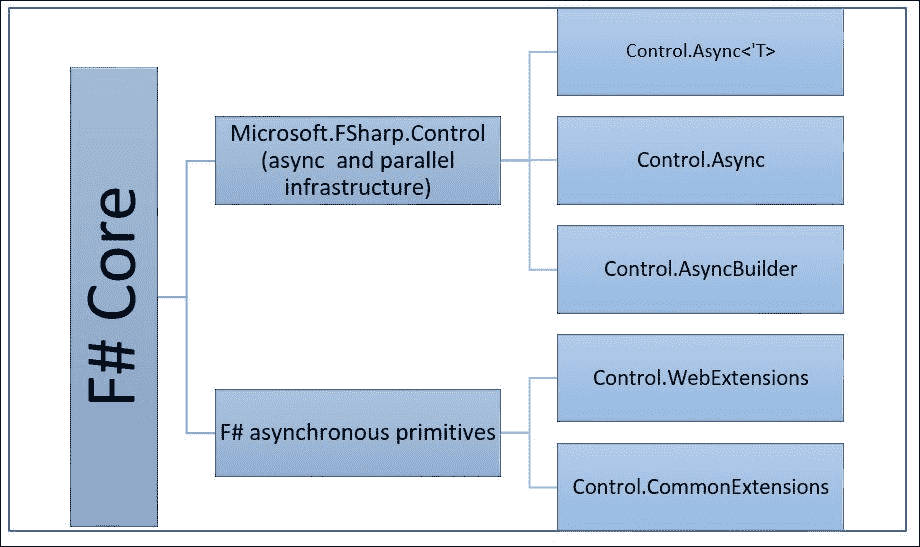 F# Core
Microsoft.FSharp.Control
(async and parallel
infrastructure)
F# asynchronous primitives
Control.Async<'T>
Control.Async
Control.AsyncBuilder
Control.WebExtensions
Control.CommonExtensions